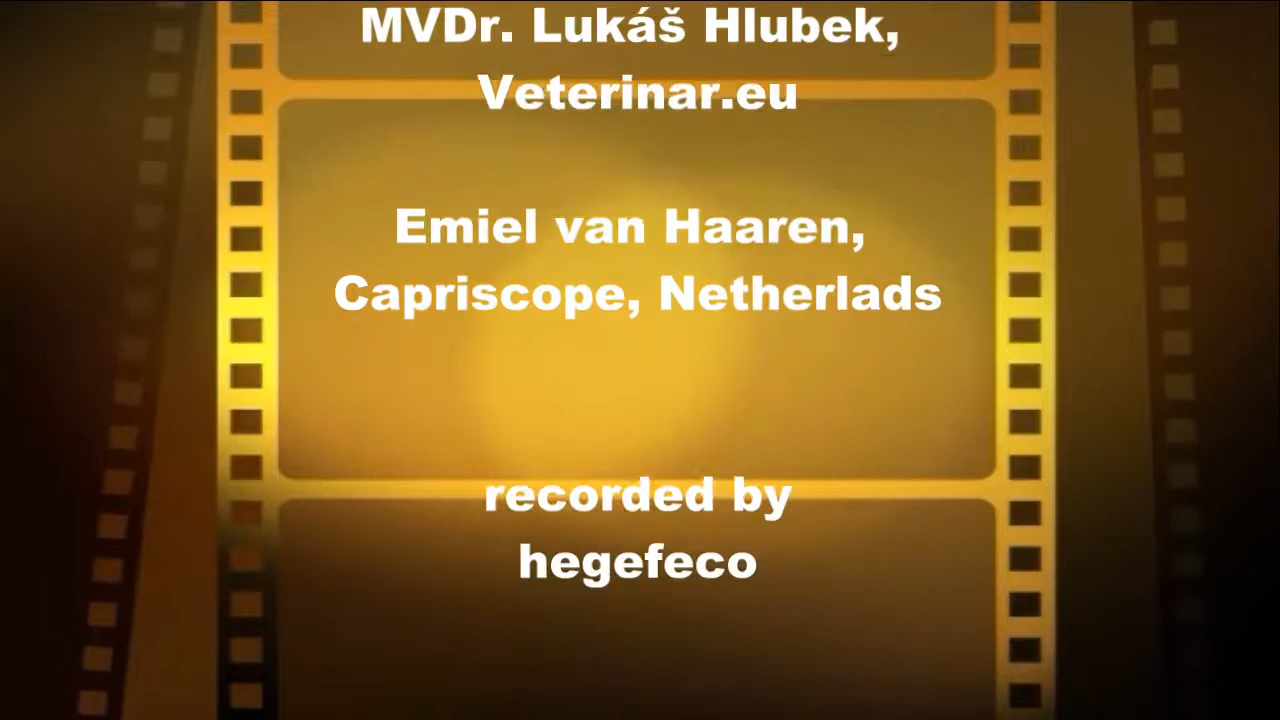 MVDr. Lukáš Hlubek,
Veterinar.eu
Emiel van Haaren,
Capriscope, Netherlads
recorded by
hegefeco